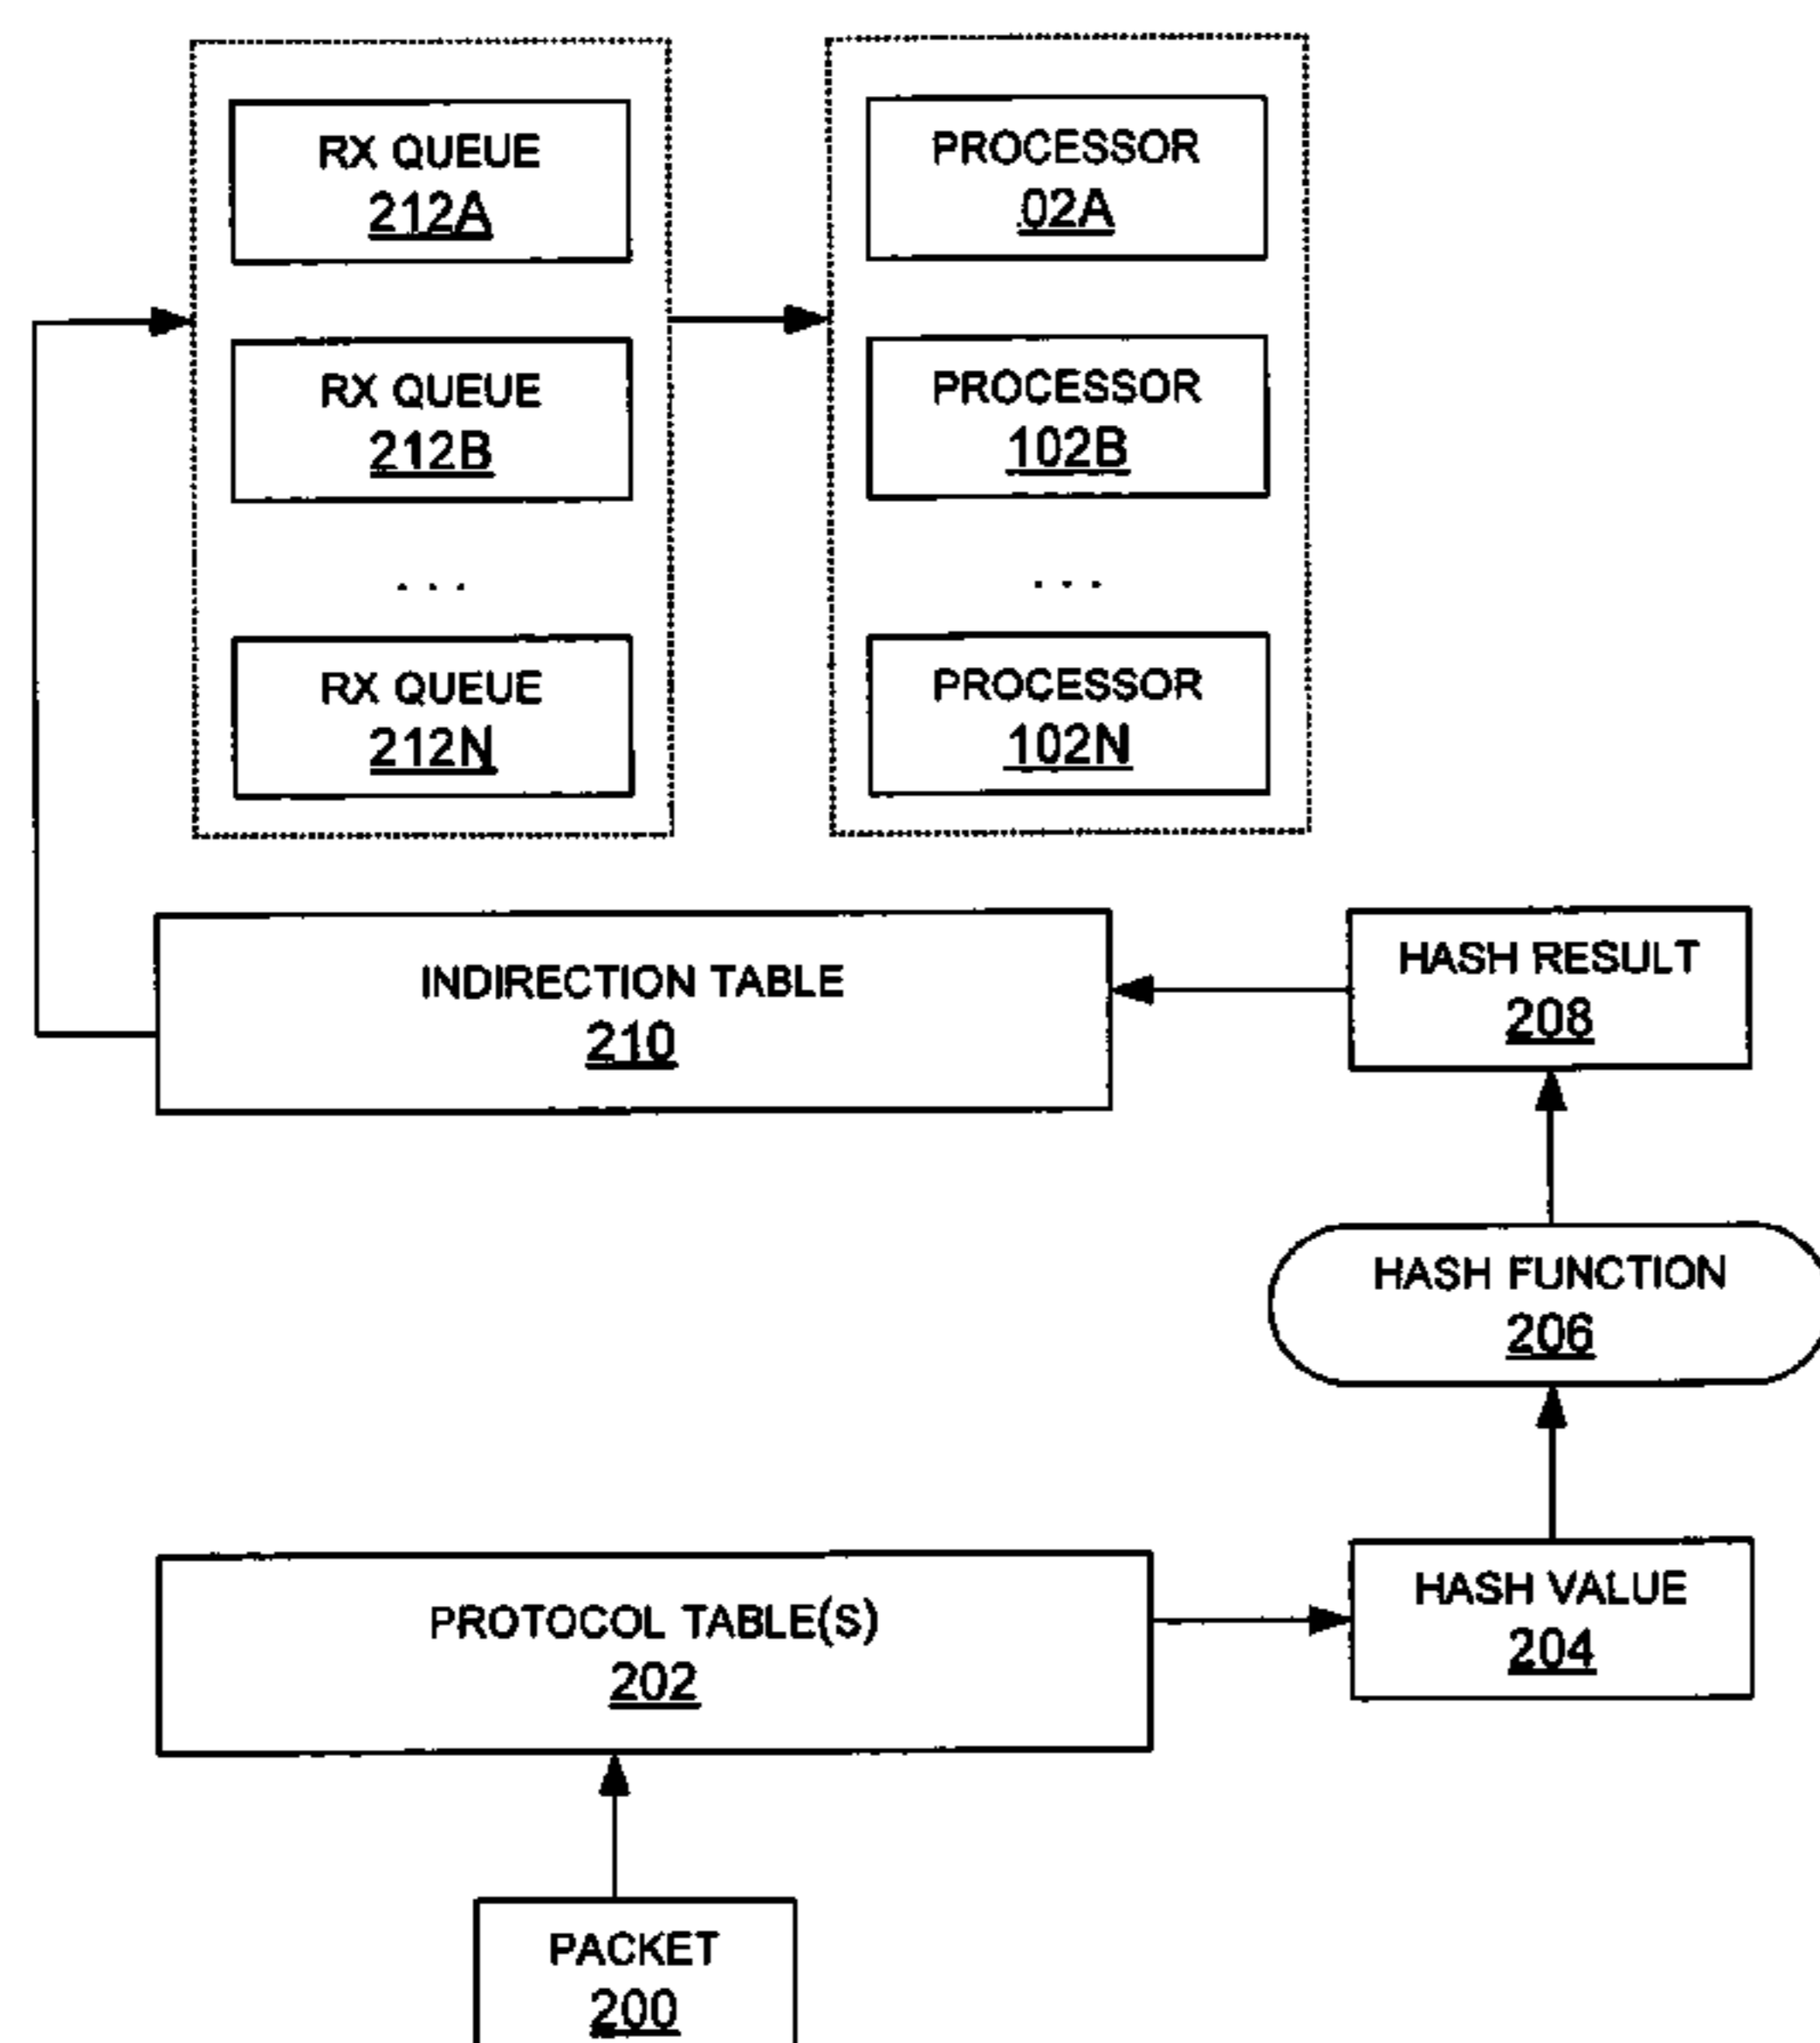 RX QUEUE
212A
PROCESSOR
.02A
RX QUEUE
212B
PROCESSOR
102B
. . .
. . .
RX QUEUE
212N
PROCESSOR
102N
INDIRECTION TABLE
210
HASH RESULT
208
HASH FUNCTION
206
HASH VALUE
204
PROTOCOL TABLE(S)
202
PACKET
200